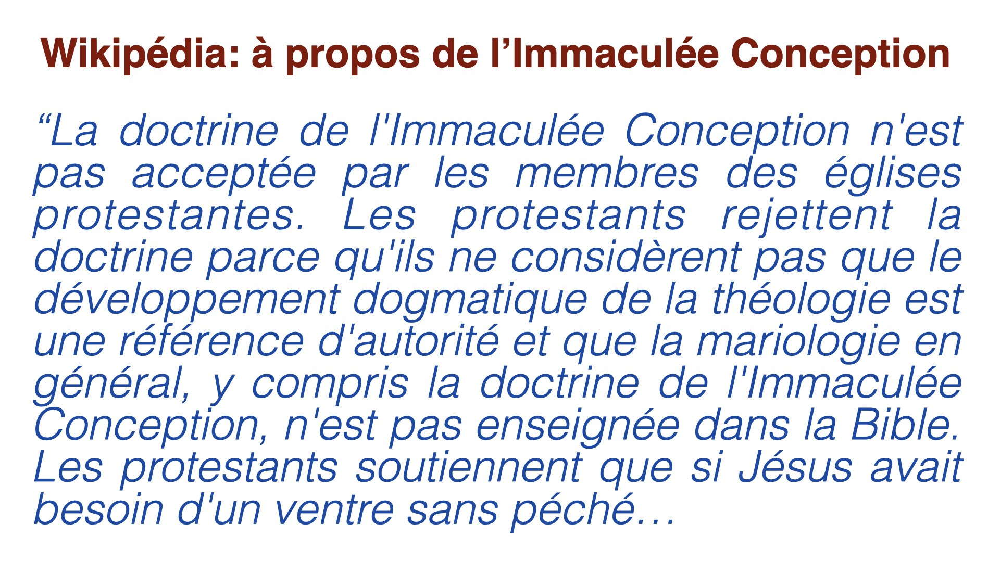 Wikipédia: à propos de l’Immaculée Conception
“La doctrine de l'Immaculée Conception n'est
pas acceptée par les membres des églises
protestantes. Les protestants rejettent la
doctrine parce qu'ils ne considèrent pas que le
développement dogmatique de la théologie est
une référence d'autorité et que la mariologie en
général, y compris la doctrine de l'Immaculée
Conception, n'est pas enseignée dans la Bible.
Les protestants soutiennent que si Jésus avait
besoin d'un ventre sans péché…